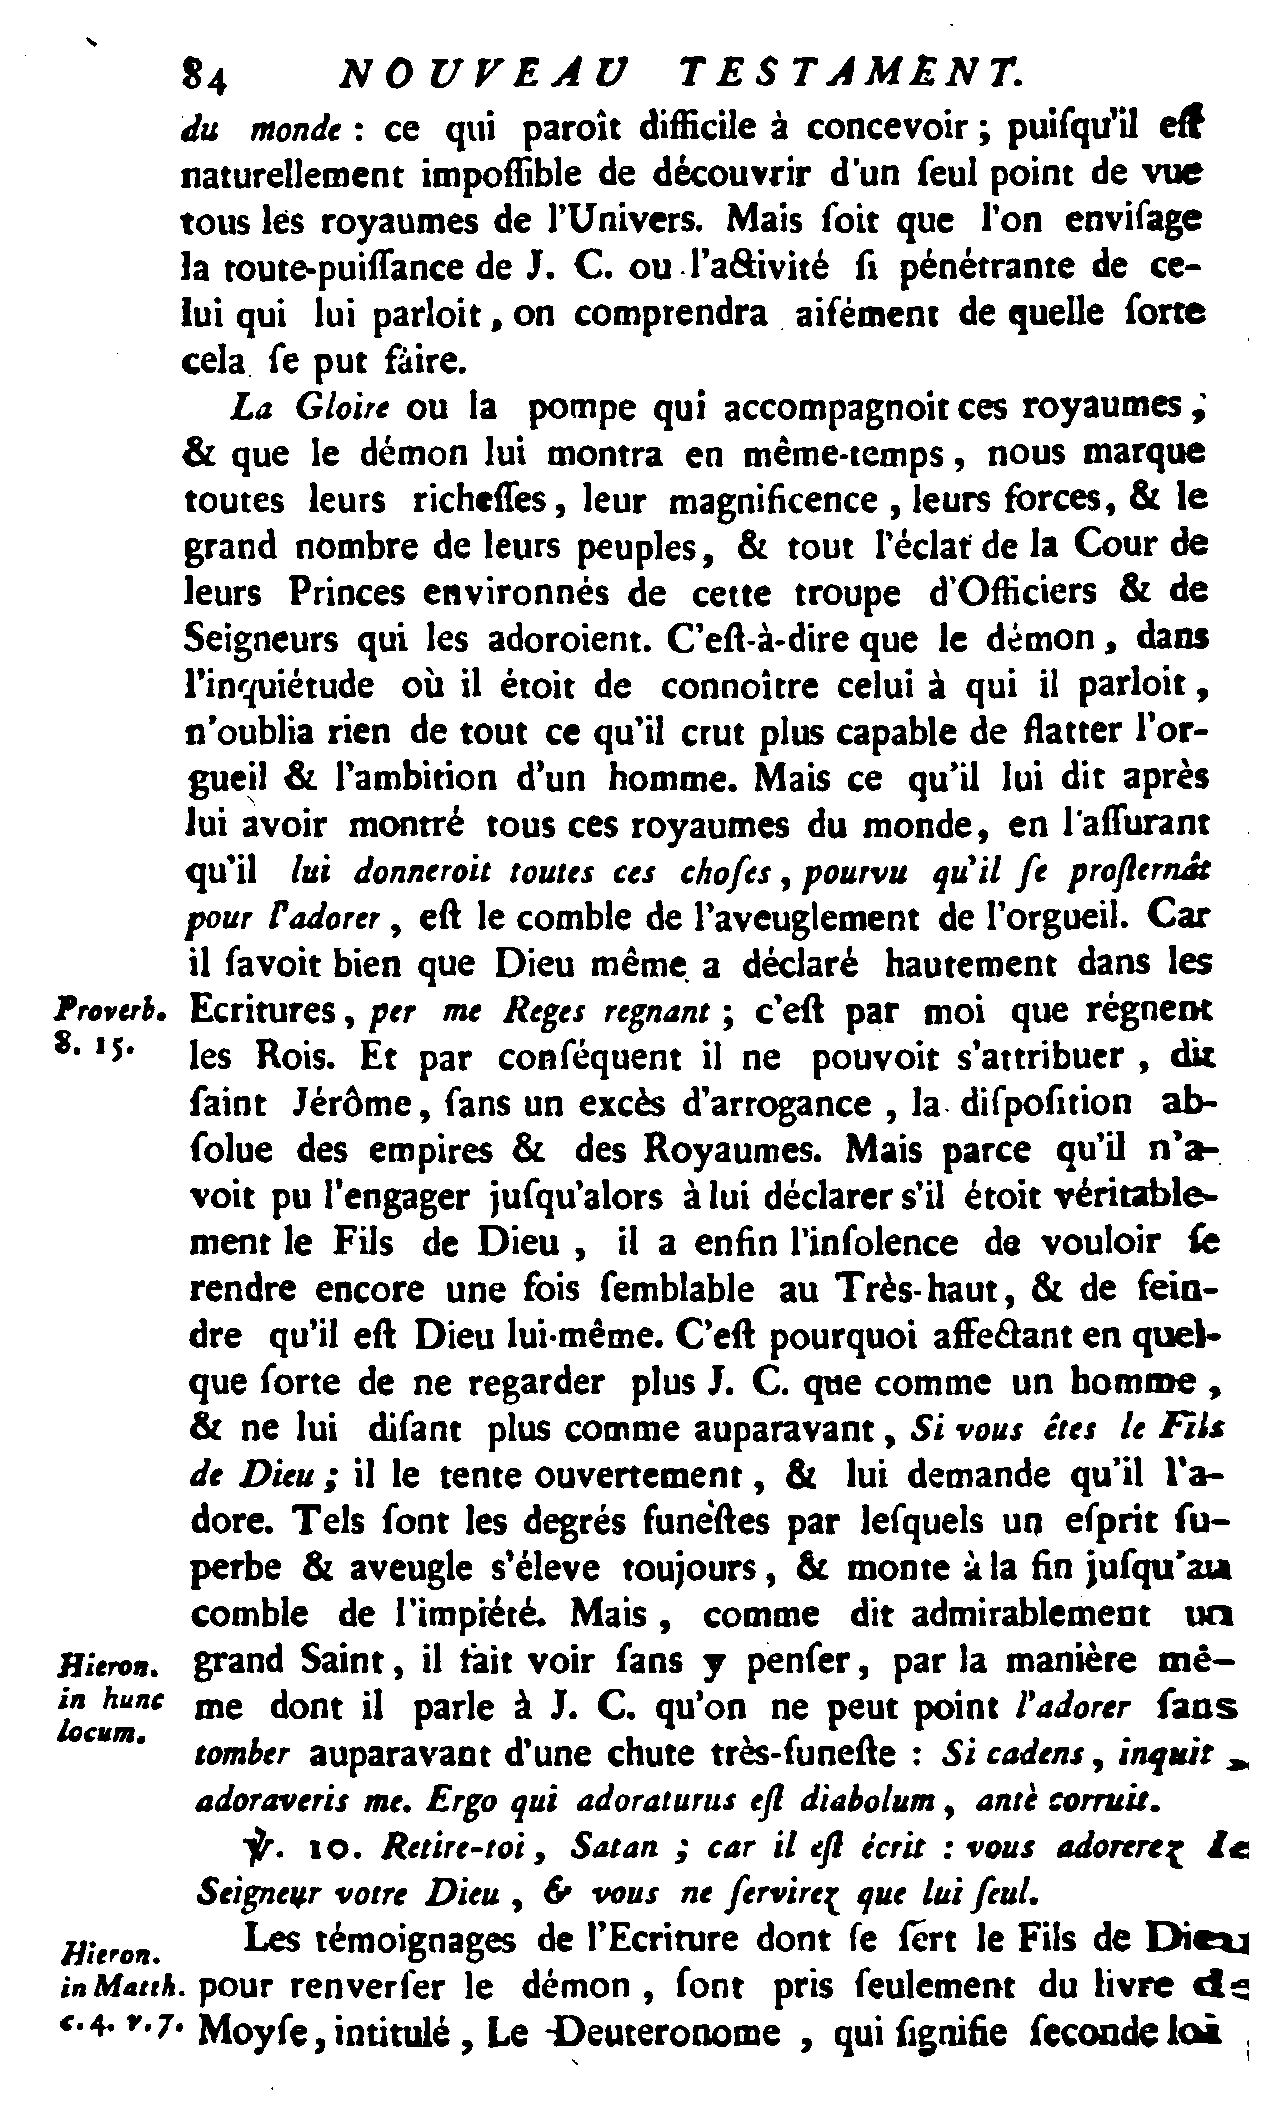 84 NOUVEAU TESTAMENT.
du monde : ce qui paroît difficile à concevoir ; puiſqu'il eſt
naturellement impoſſible de découvrir d'un ſeul point de vue
tous les royaumes de l'Univers. Mais ſoit que l'on enviſage
la toute-puiſſance de J. C. ou l'activité ſi pénétrante de ce-
lui qui lui parloit, on comprendra aiſément de quelle ſorte
cela ſe put faire.
La Gloire ou la pompe qui accompagnoit ces royaumes,
& que le démon lui montra en même-temps, nous marque
toutes leurs richeſſes, leur magnificence, leurs forces, & le
grand nombre de leurs peuples, & tout l'éclat de la Cour de
leurs Princes environnés de cette troupe d'Officiers & de
Seigneurs qui les adoroient. C'eſt-à-dire que le démon, dans
l'inquiétude où il étoit de connoître celui à qui il parloit,
n'oublia rien de tout ce qu'il crut plus capable de flatter l'or-
gueil & l'ambition d'un homme. Mais ce qu'il lui dit après
lui avoir montré tous ces royaumes du monde, en l'aſſurant
qu'il lui donneroit toutes ces choſes, pourvu qu'il ſe proſternât
pour l'adorer, eſt le comble de l'aveuglement de l'orgueil. Car
il ſavoit bien que Dieu même a déclaré hautement dans les
Proverb. Ecritures, per me Reges regnant ; c'eſt par moi que régnent
8. 15. les Rois. Et par conſéquent il ne pouvoit s'attribuer, dit
ſaint Jérôme, ſans un excès d'arrogance, la diſpoſition ab-
ſolue des empires & des Royaumes. Mais parce qu'il n'a-
voit pu l'engager juſqu'alors à lui déclarer s'il étoit véritable-
ment le Fils de Dieu, il a enfin l'inſolence de vouloir ſe
rendre encore une fois ſemblable au Très-haut, & de fein-
dre qu'il eſt Dieu lui-même. C'eſt pourquoi affectant en quel-
que ſorte de ne regarder plus J. C. que comme un homme,
& ne lui diſant plus comme auparavant, Si vous êtes le Fils
de Dieu ; il le tente ouvertement, & lui demande qu'il l'a-
dore. Tels ſont les degrés funeſtes par leſquels un eſprit ſu-
perbe & aveugle s'éleve toujours, & monte à la fin juſqu'au
comble de l'impiété. Mais, comme dit admirablement un
Hieron. grand Saint, il fait voir ſans y penſer, par la manière mê-
in hunc me dont il parle à J. C. qu'on ne peut point l'adorer ſans
locum. tomber auparavant d'une chute très-funeſte : Si cadens, inquit,
adoraveris me. Ergo qui adoraturus eſt diabolum, antè corruit.
℣. 10. Retire-toi, Satan ; car il eſt écrit : vous adorerez le
Seigneur votre Dieu, & vous ne ſervirez que lui ſeul.
Hieron. Les témoignages de l'Ecriture dont ſe ſert le Fils de Dieu
in Matth. pour renverſer le démon, ſont pris ſeulement du livre de
c. 4. v. 7. Moyſe, intitulé, Le Deuteronome, qui ſignifie ſeconde loi